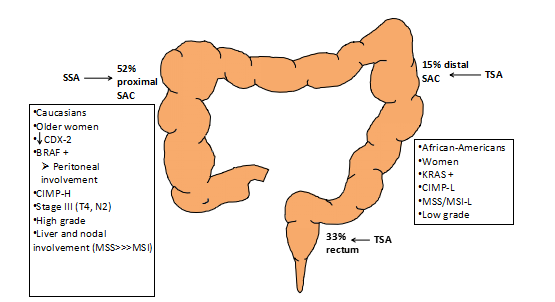 SSA
52%
proximal
SAC
15% distal
SAC
TSA
•Caucasians
•Older women
•↓CDX-2
•BRAF +
➢ Peritoneal
involvement
•CIMP-H
•Stage III (T4, N2)
•High grade
•Liver and nodal
involvement (MSS>>>MSI)
•African-Americans
•Women
•KRAS +
•CIMP-L
•MSS/MSI-L
•Low grade
33%
rectum
TSA